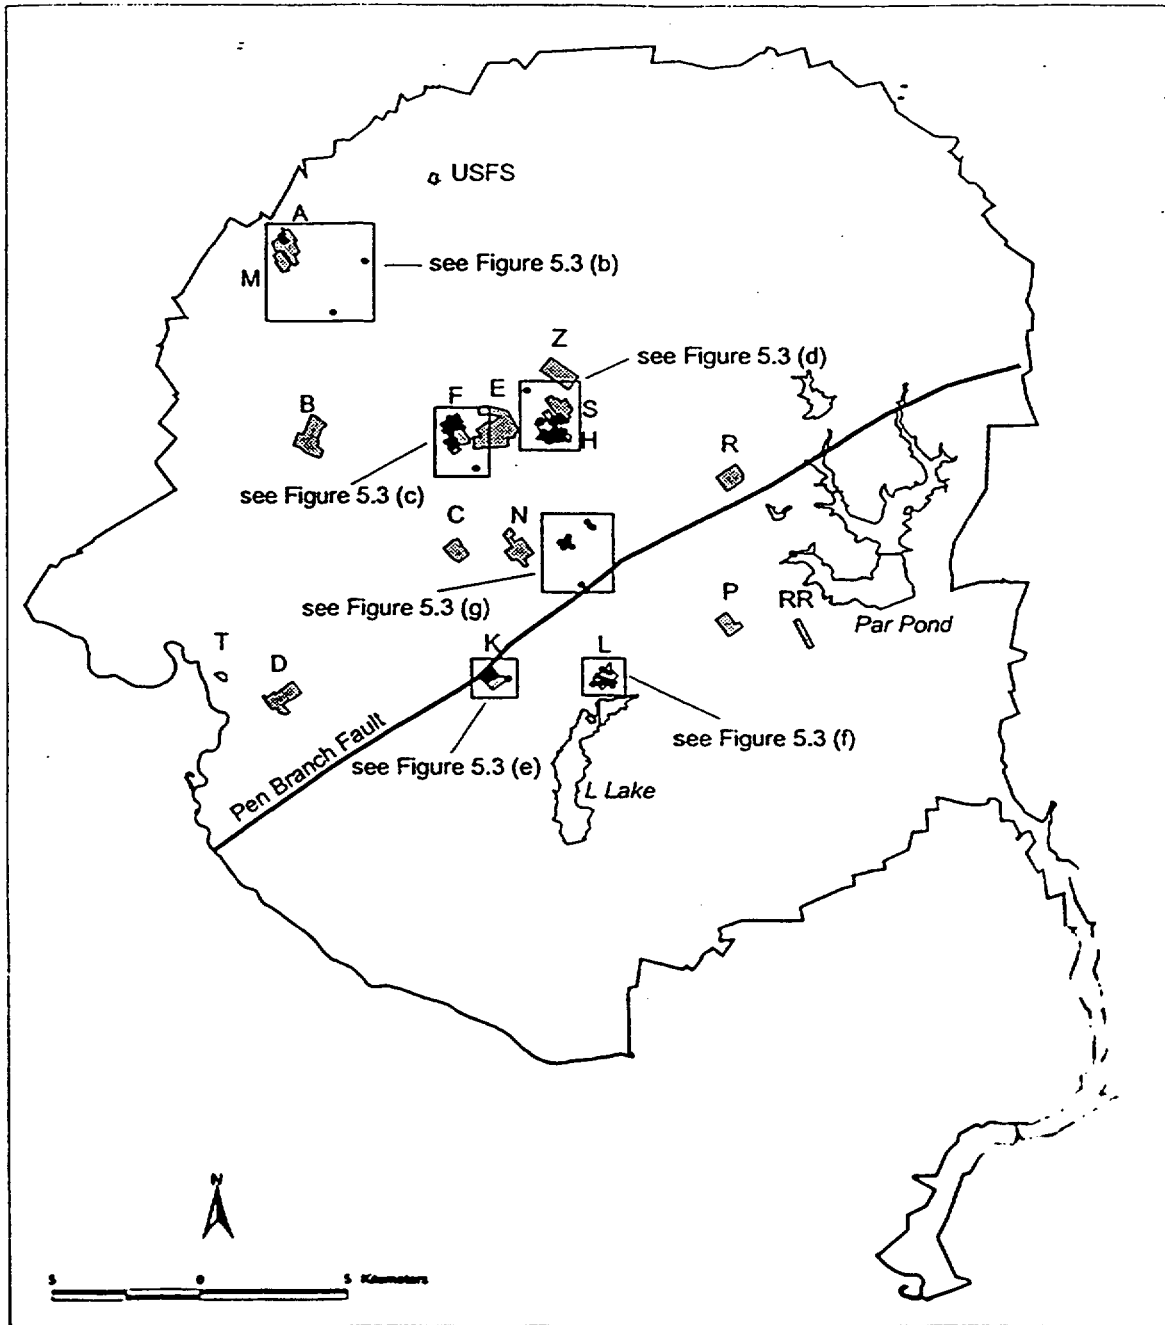 USFS
A
M
see Figure 5.3 (b)
Z
see Figure 5.3 (d)
F
E
S
B
H
R
see Figure 5.3 (c)
C
N
see Figure 5.3 (g)
P
RR
Par Pond
T
D
K
L
see Figure 5.3 (f)
see Figure 5.3 (e)
Pen Branch Fault
L Lake
N
5 0 5 Kilometers